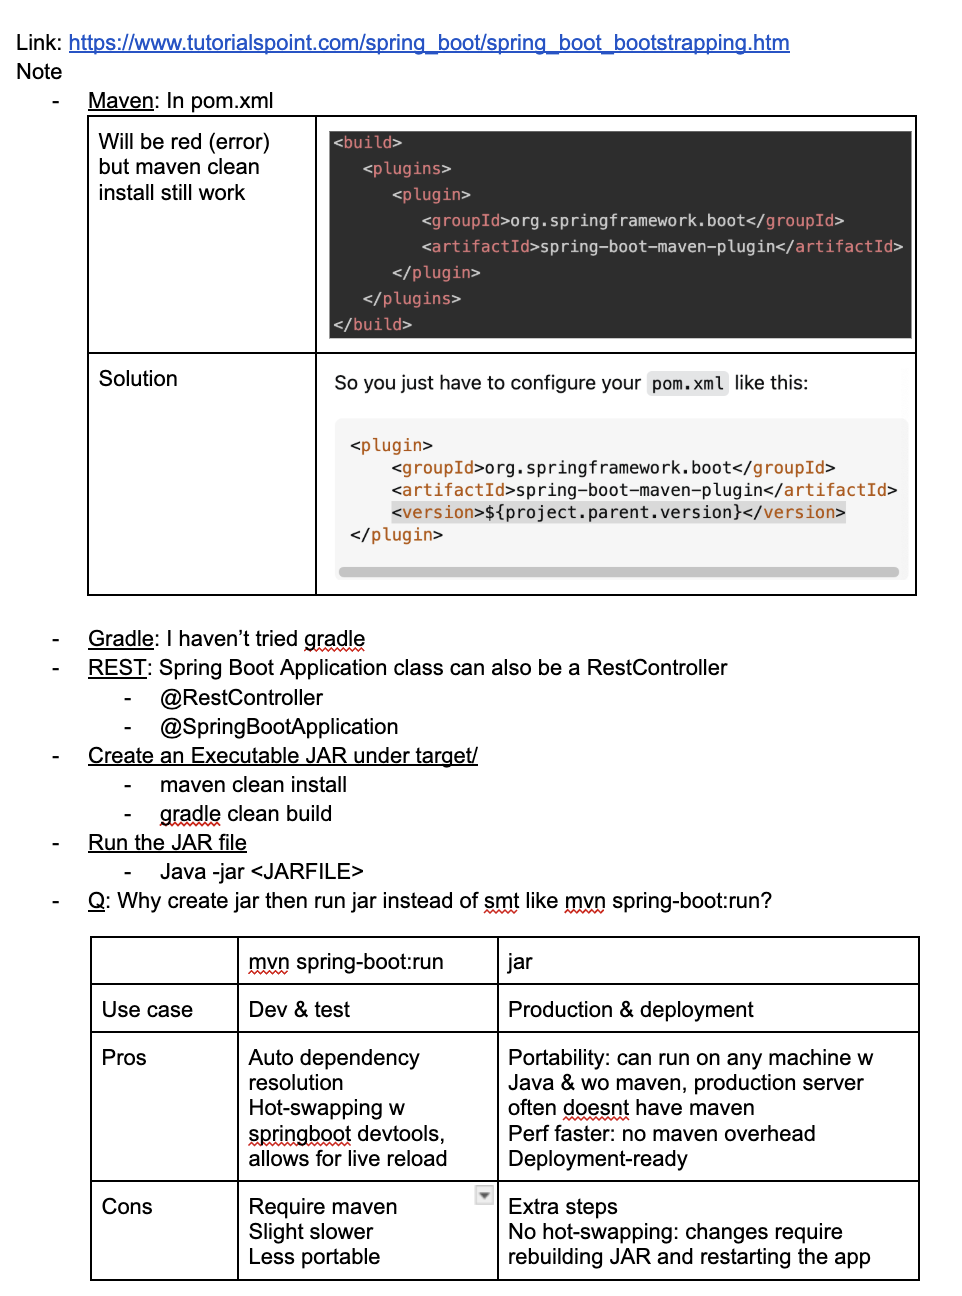 Link: https://www.tutorialspoint.com/spring_boot/spring_boot_bootstrapping.htm
Note
- Maven: In pom.xml
Will be red (error)
but maven clean
install still work
<build>
<plugins>
<plugin>
<groupId>org.springframework.boot</groupId>
<artifactId>spring-boot-maven-plugin</artifactId>
</plugin>
</plugins>
</build>
Solution
So you just have to configure your pom.xml like this:
<plugin>
<groupId>org.springframework.boot</groupId>
<artifactId>spring-boot-maven-plugin</artifactId>
<version>${project.parent.version}</version>
</plugin>
- Gradle: I haven't tried gradle
- REST: Spring Boot Application class can also be a RestController
- @RestController
- @SpringBootApplication
- Create an Executable JAR under target/
- maven clean install
- gradle clean build
- Run the JAR file
- Java -jar <JARFILE>
- Q: Why create jar then run jar instead of smt like mvn spring-boot:run?
mvn spring-boot:run
jar
Use case
Dev & test
Production & deployment
Pros
Auto dependency
resolution
Hot-swapping w
springboot devtools,
allows for live reload
Portability: can run on any machine w
Java & wo maven, production server
often doesnt have maven
Perf faster: no maven overhead
Deployment-ready
Cons
Require maven
Slight slower
Less portable
Extra steps
No hot-swapping: changes require
rebuilding JAR and restarting the app